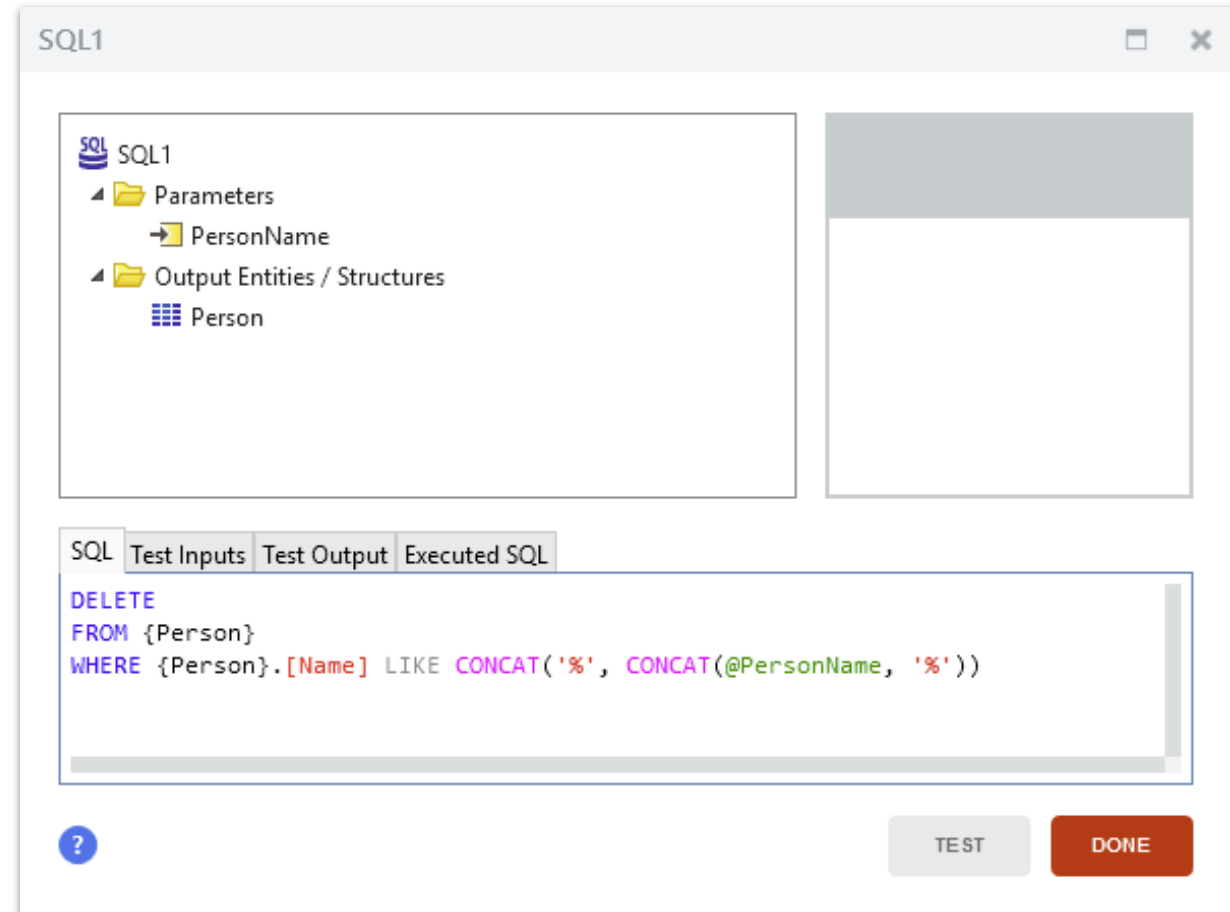 SQL1
SQL
SQL1
Parameters
PersonName
Output Entities / Structures
Person
SQL Test Inputs Test Output Executed SQL
DELETE
FROM {Person}
WHERE {Person}.[Name] LIKE CONCAT('%', CONCAT(@PersonName, '%'))
?
TEST
DONE